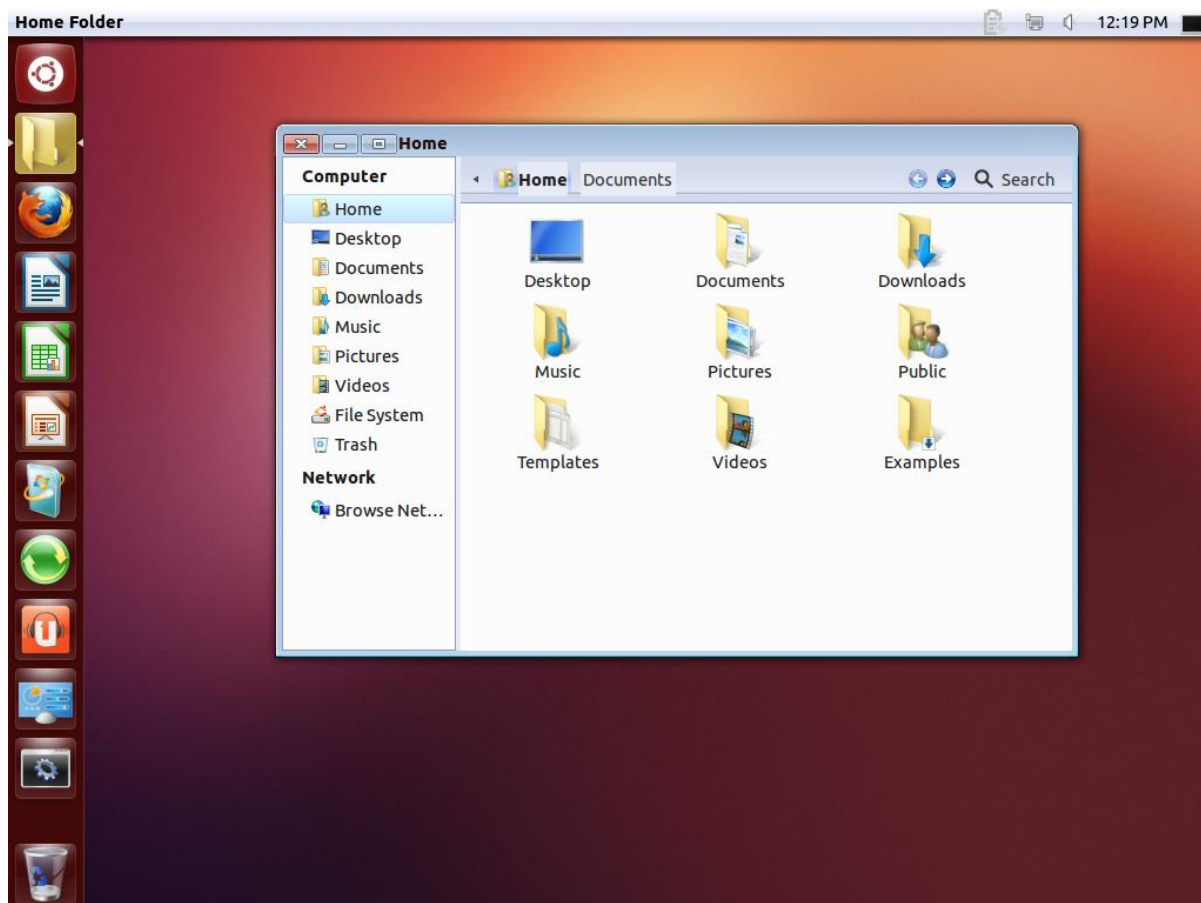 Home Folder
12:19 PM
Home
Computer
Home
Desktop
Documents
Downloads
Music
Pictures
Videos
File System
Trash
Network
Browse Net...
Home Documents
Search
Desktop Documents Downloads
Music Pictures Public
Templates Videos Examples